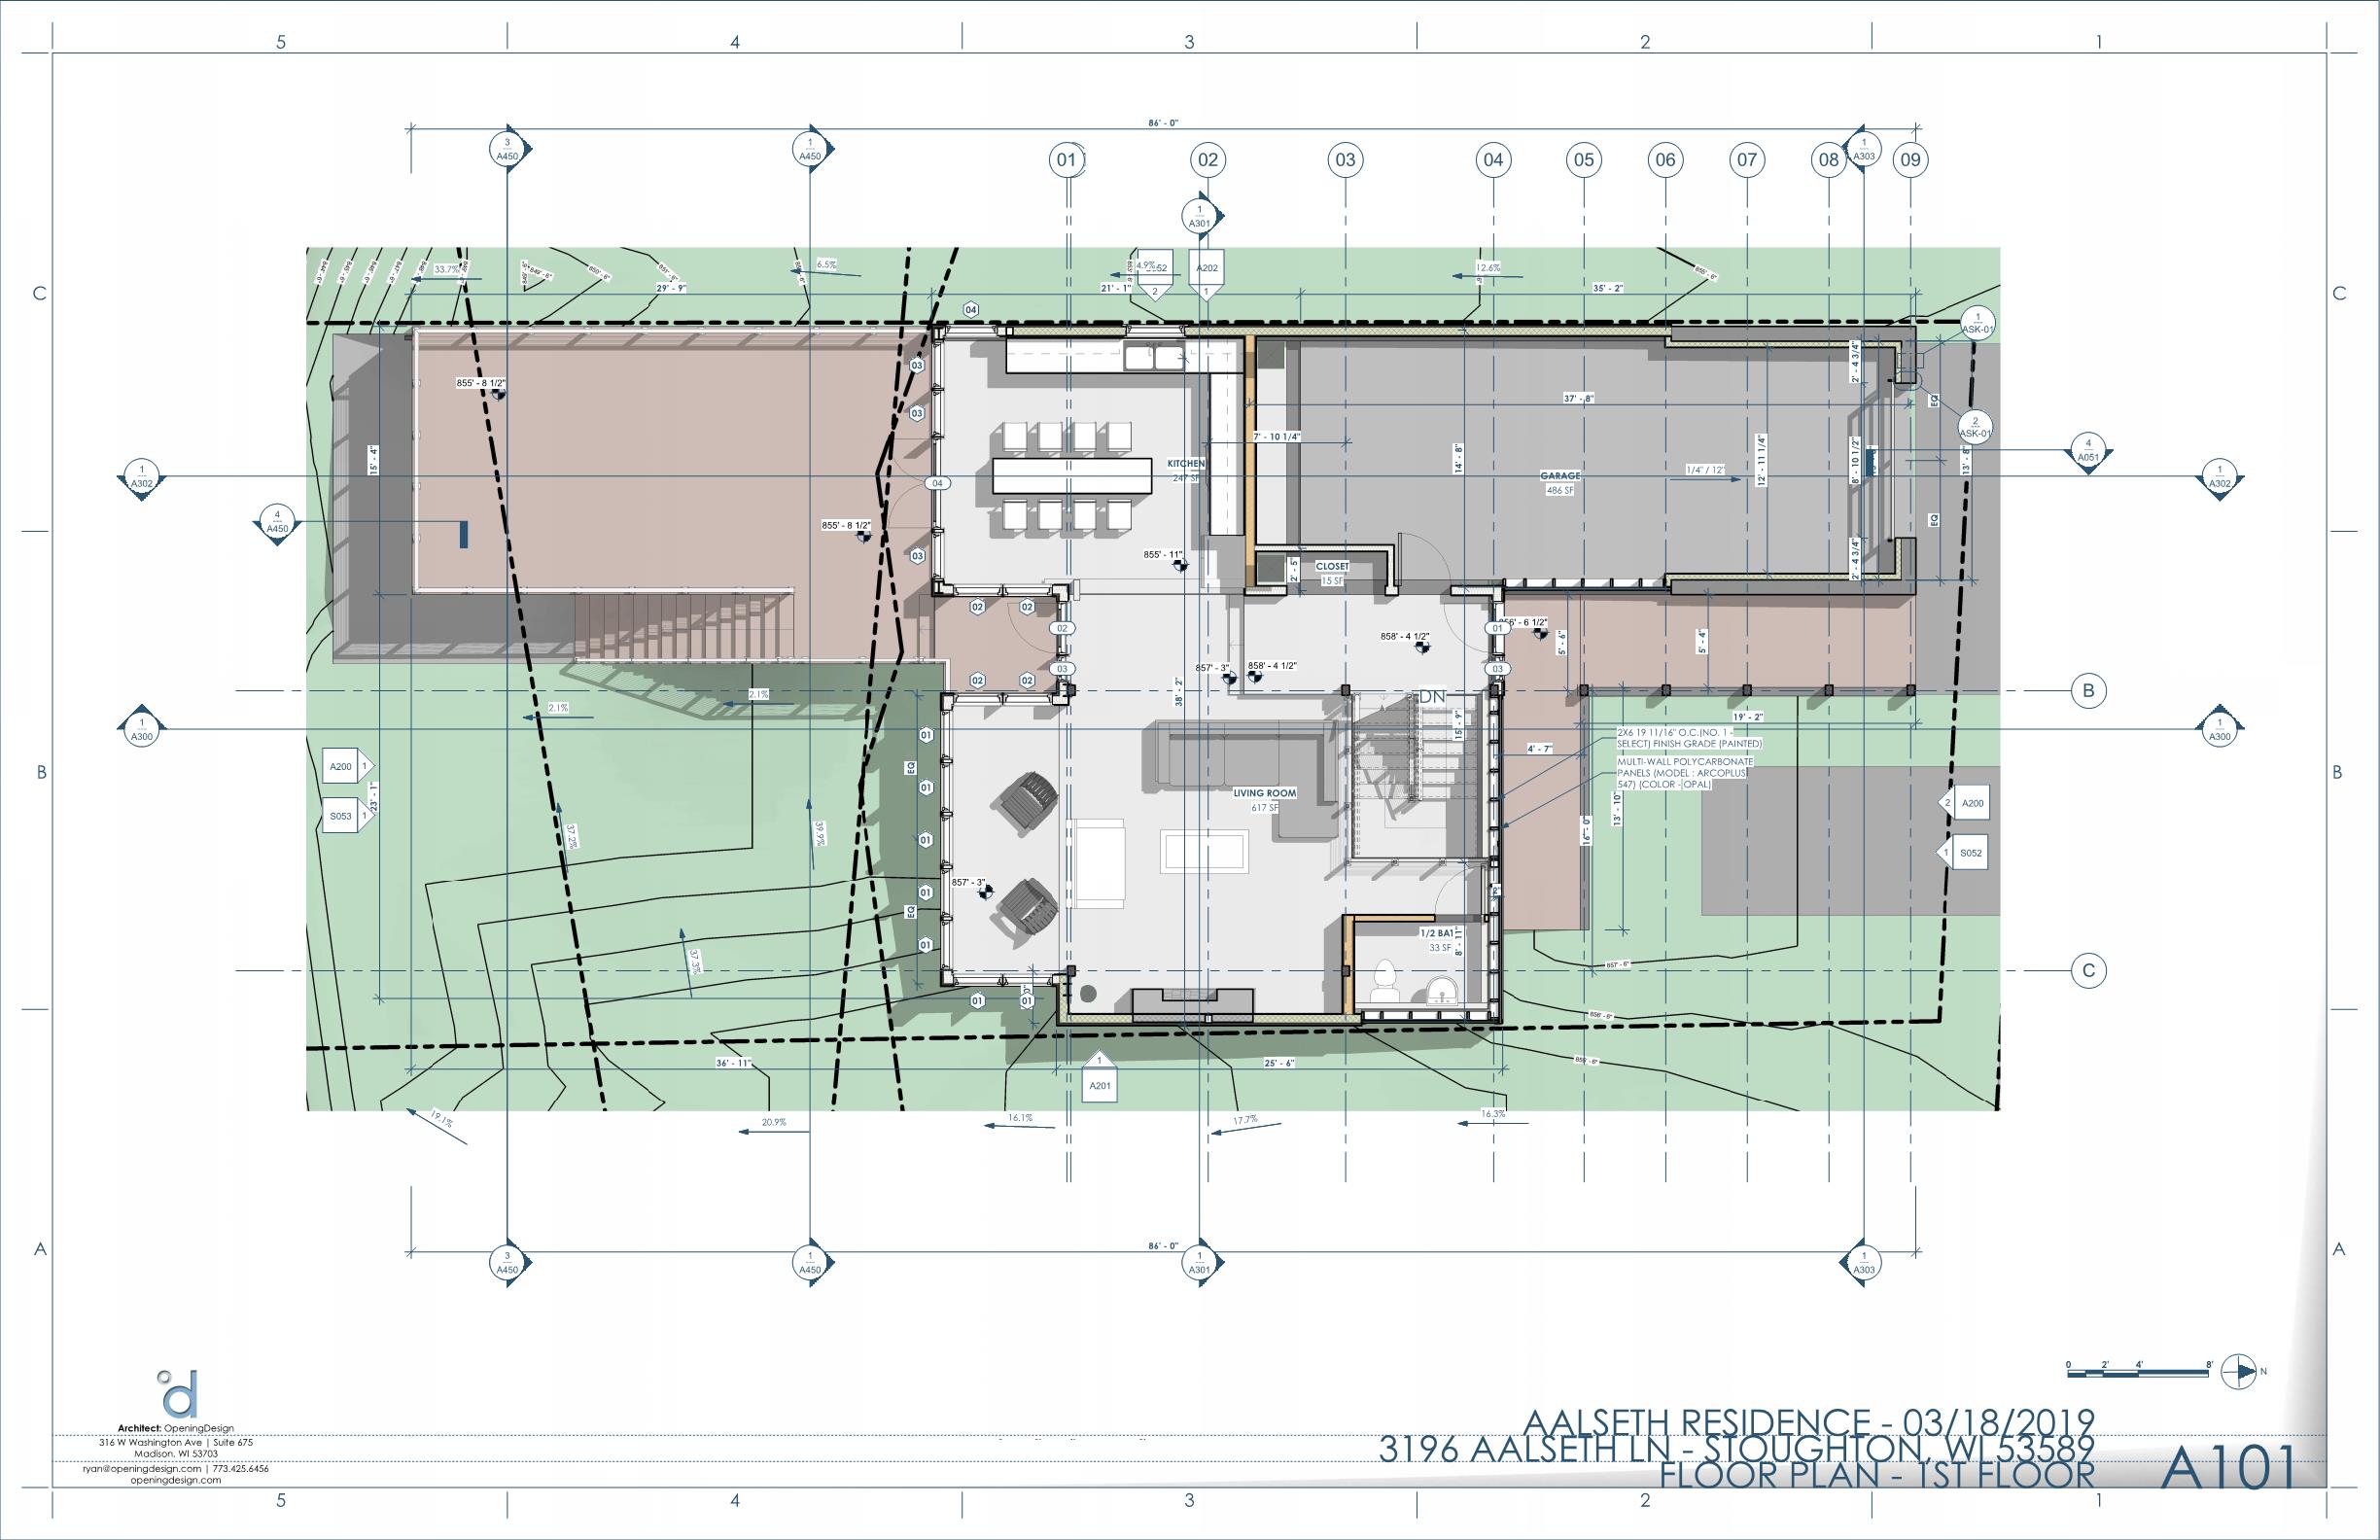 5
4
3
2
1
86' - 0"
3
A450
1
A450
01
02
03
04
05
06
07
08
1
A303
09
1
A301
C
C
33.7%
6.5%
4.9%
A202
1
2
12.6%
29' - 9"
21' - 1"
35' - 2"
04
1
ASK-01
03
855' - 8 1/2"
2' - 4 3/4"
37' - 8"
EQ
03
2
ASK-01
7' - 10 1/4"
15' - 4"
KITCHEN
247 SF
14' - 8"
GARAGE
486 SF
1/4" / 12"
12' - 11 1/4"
8' - 10 1/2"
13' - 8"
4
A051
1
A302
1
A302
04
4
A450
855' - 8 1/2"
EQ
03
855' - 11"
CLOSET
15 SF
2' - 5"
2' - 4 3/4"
02
02
02
01
858' - 4 1/2"
5' - 6"
5' - 4"
03
03
857' - 3"
858' - 4 1/2"
02
02
38' - 2"
DN
B
2.1%
2.1%
1
A300
1
A300
19' - 2"
15' - 9"
4' - 7"
2X6 19 11/16" O.C.(NO. 1 -
SELECT) FINISH GRADE (PAINTED)
MULTI-WALL POLYCARBONATE
PANELS (MODEL : ARCOPLUS
547) (COLOR - OPAL)
01
EQ
A200
1
B
B
01
LIVING ROOM
617 SF
23' - 1"
S053
1
2
A200
13' - 10"
16' - 0"
37.2%
39.9%
01
1
S052
857' - 3"
01
EQ
37.3%
01
1/2 BAT
33 SF
8' - 11"
857' - 6"
C
01
01
856' - 6"
36' - 11"
25' - 6"
1
A201
19.1%
20.9%
16.1%
17.7%
16.3%
A
A
86' - 0"
3
A450
1
A450
1
A301
1
A303
0
2'
4'
8'
N
Architect: OpeningDesign
316 W Washington Ave | Suite 675
Madison, WI 53703
ryan@openingdesign.com | 773.425.6456
openingdesign.com
AALSETH RESIDENCE - 03/18/2019
3196 AALSETH LN - STOUGHTON, WI 53589
FLOOR PLAN - 1ST FLOOR
A101
5
4
3
2
1